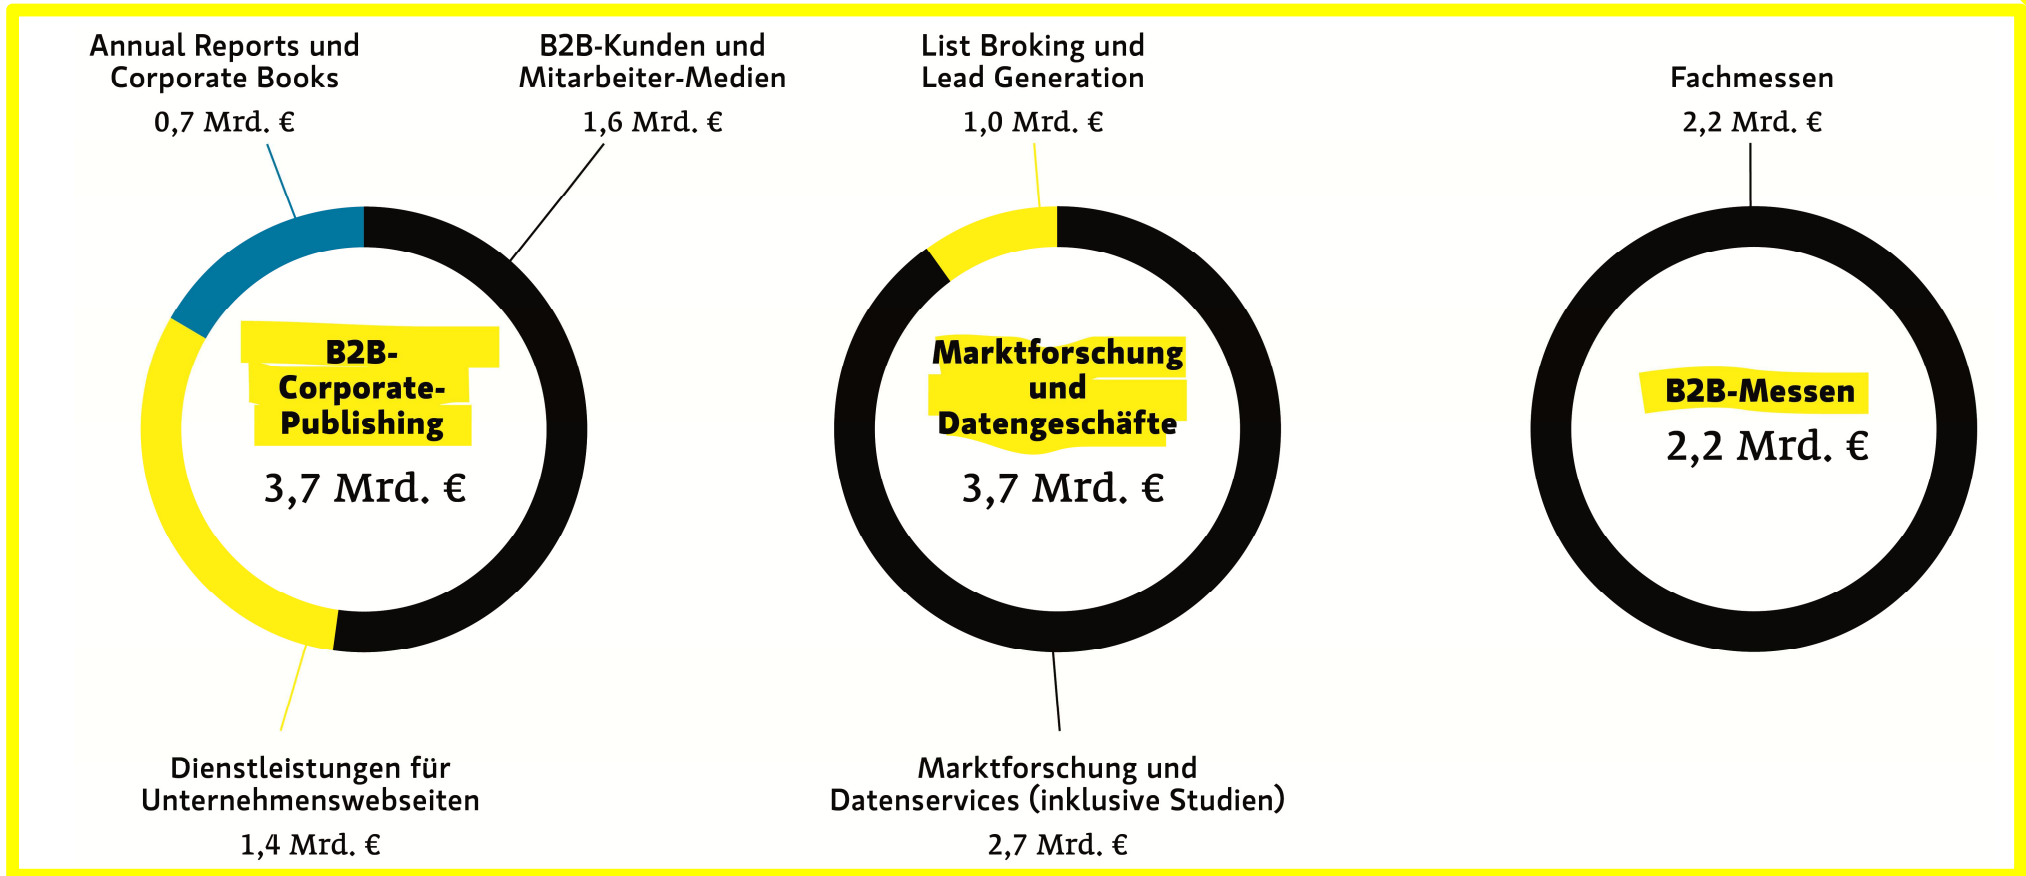 Annual Reports und
Corporate Books
0,7 Mrd. €
B2B-Kunden und
Mitarbeiter-Medien
1,6 Mrd. €
B2B-
Corporate-
Publishing
3,7 Mrd. €
Dienstleistungen für
Unternehmenswebseiten
1,4 Mrd. €
List Broking und
Lead Generation
1,0 Mrd. €
Marktforschung
und
Datengeschäfte
3,7 Mrd. €
Marktforschung und
Datenservices (inklusive Studien)
2,7 Mrd. €
Fachmessen
2,2 Mrd. €
B2B-Messen
2,2 Mrd. €